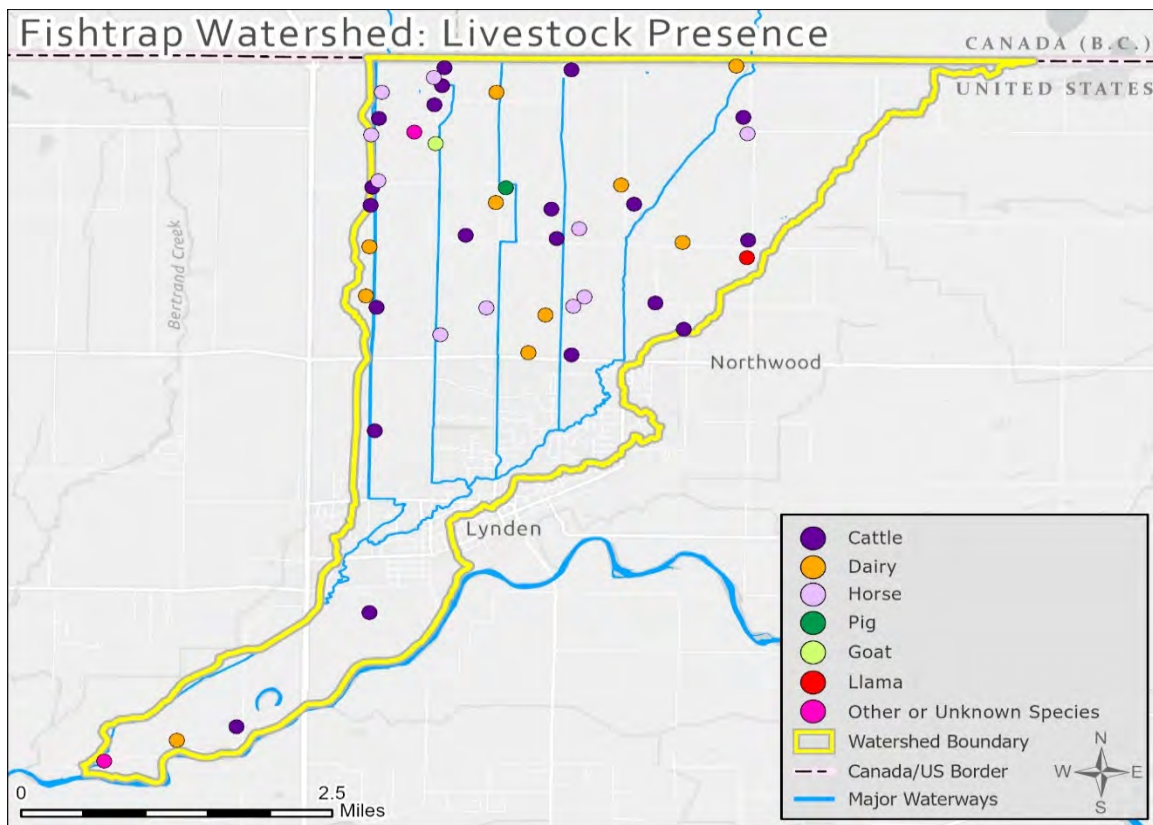 Fishtrap Watershed: Livestock Presence
CANADA (B.C.)
UNITED STATES
Bertrand Creek
Northwood
Lynden
Cattle
Dairy
Horse
Pig
Goat
Llama
Other or Unknown Species
Watershed Boundary
Canada/US Border
Major Waterways
N
W E
S
0 2.5
Miles